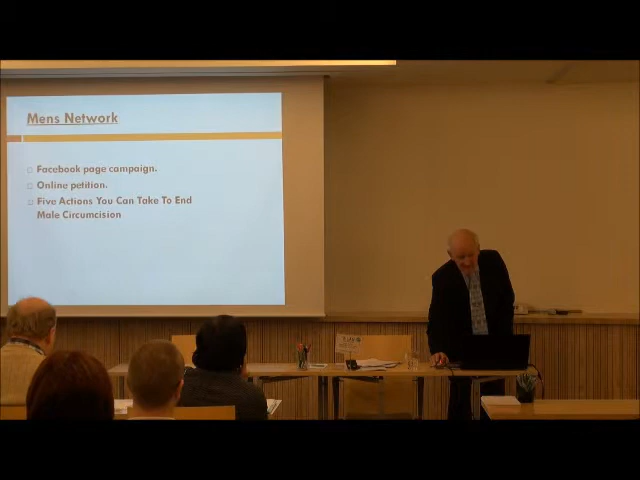 Mens Network
Facebook page campaign.
Online petition.
Five Actions You Can Take To End
Male Circumcision